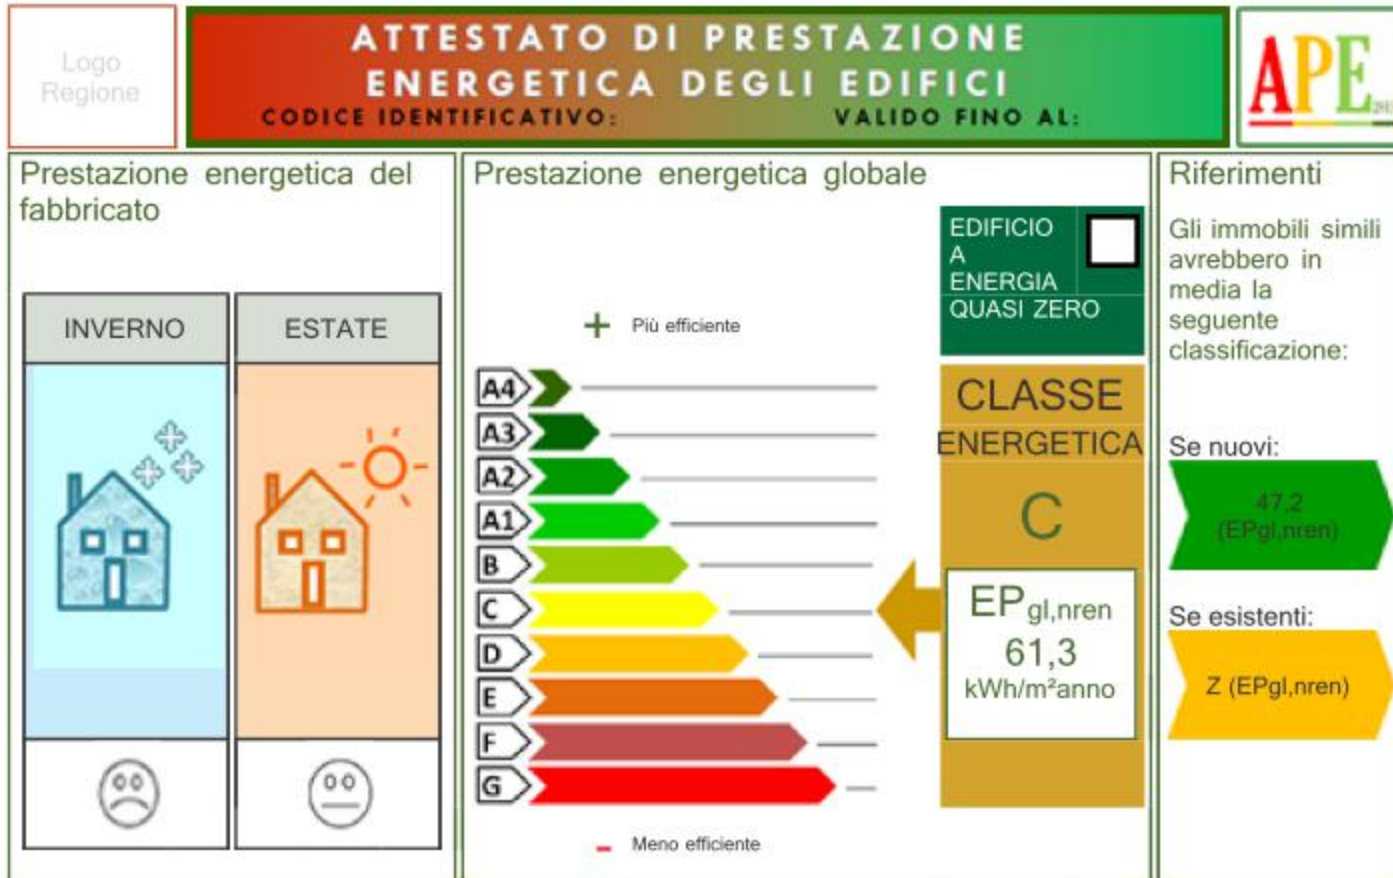 Logo
Regione
ATTESTATO DI PRESTAZIONE
ENERGETICA DEGLI EDIFICI
CODICE IDENTIFICATIVO: VALIDO FINO AL:
APE
Prestazione energetica del
fabbricato
INVERNO
ESTATE
Prestazione energetica globale
EDIFICIO
A
ENERGIA
QUASI ZERO
+ Più efficiente
A4
A3
A2
A1
B
C
D
E
F
G
- Meno efficiente
CLASSE
ENERGETICA
C
EPgl,nren
61,3
kWh/m²anno
Riferimenti
Gli immobili simili
avrebbero in
media la
seguente
classificazione:
Se nuovi:
47,2
(EPgl,nren)
Se esistenti:
Z (EPgl,nren)